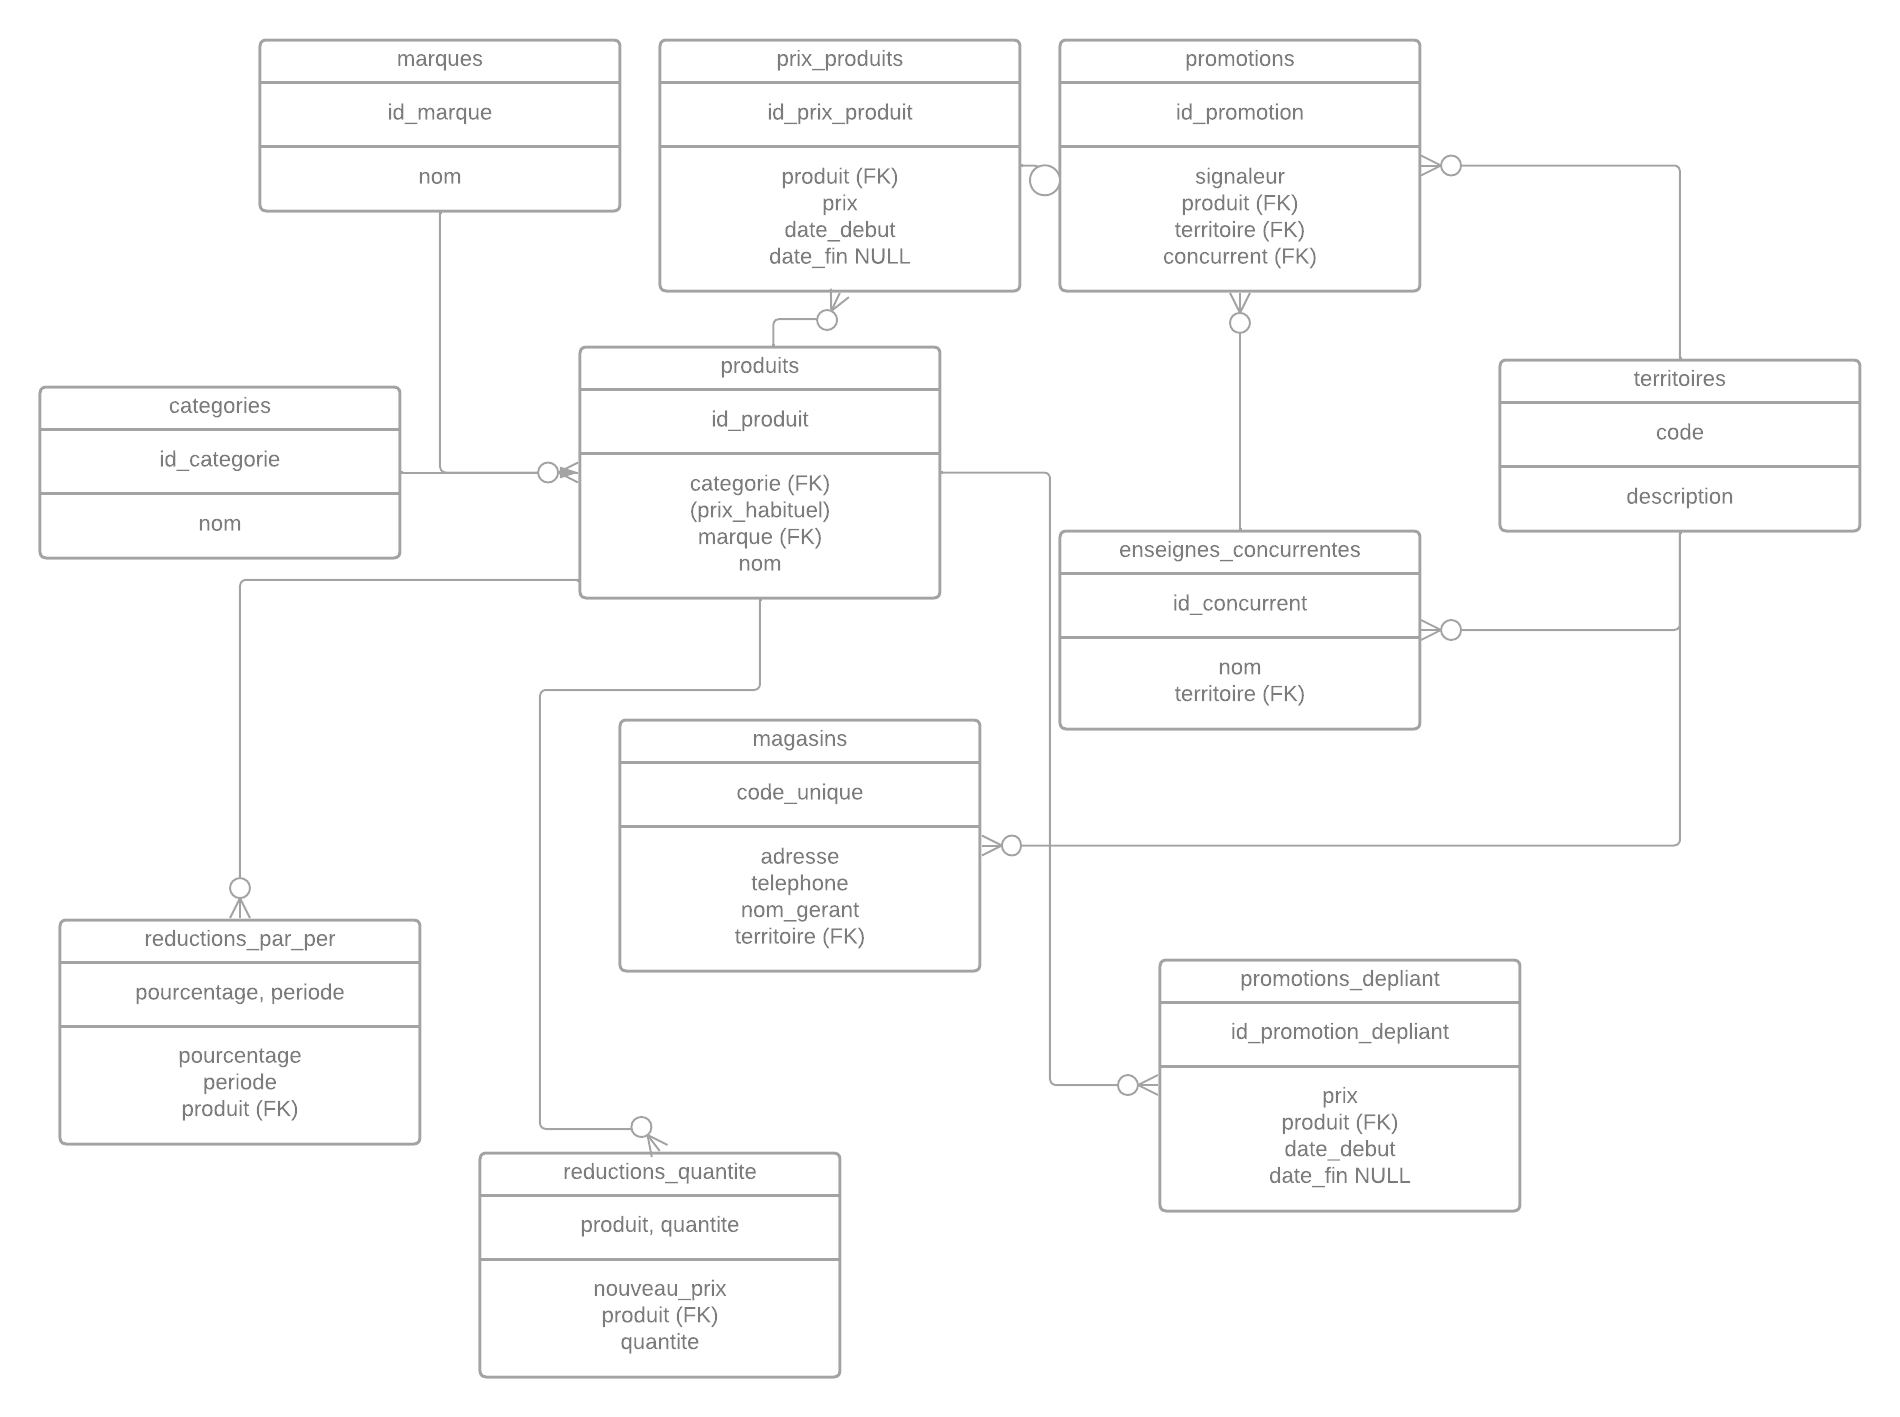 marques
id_marque
nom
prix_produits
id_prix_produit
produit (FK)
prix
date_debut
date_fin NULL
promotions
id_promotion
signaleur
produit (FK)
territoire (FK)
concurrent (FK)
categories
id_categorie
nom
produits
id_produit
categorie (FK)
(prix_habituel)
marque (FK)
nom
territoires
code
description
enseignes_concurrentes
id_concurrent
nom
territoire (FK)
magasins
code_unique
adresse
telephone
nom_gerant
territoire (FK)
reductions_par_per
pourcentage, periode
pourcentage
periode
produit (FK)
promotions_depliant
id_promotion_depliant
prix
produit (FK)
date_debut
date_fin NULL
reductions_quantite
produit, quantite
nouveau_prix
produit (FK)
quantite